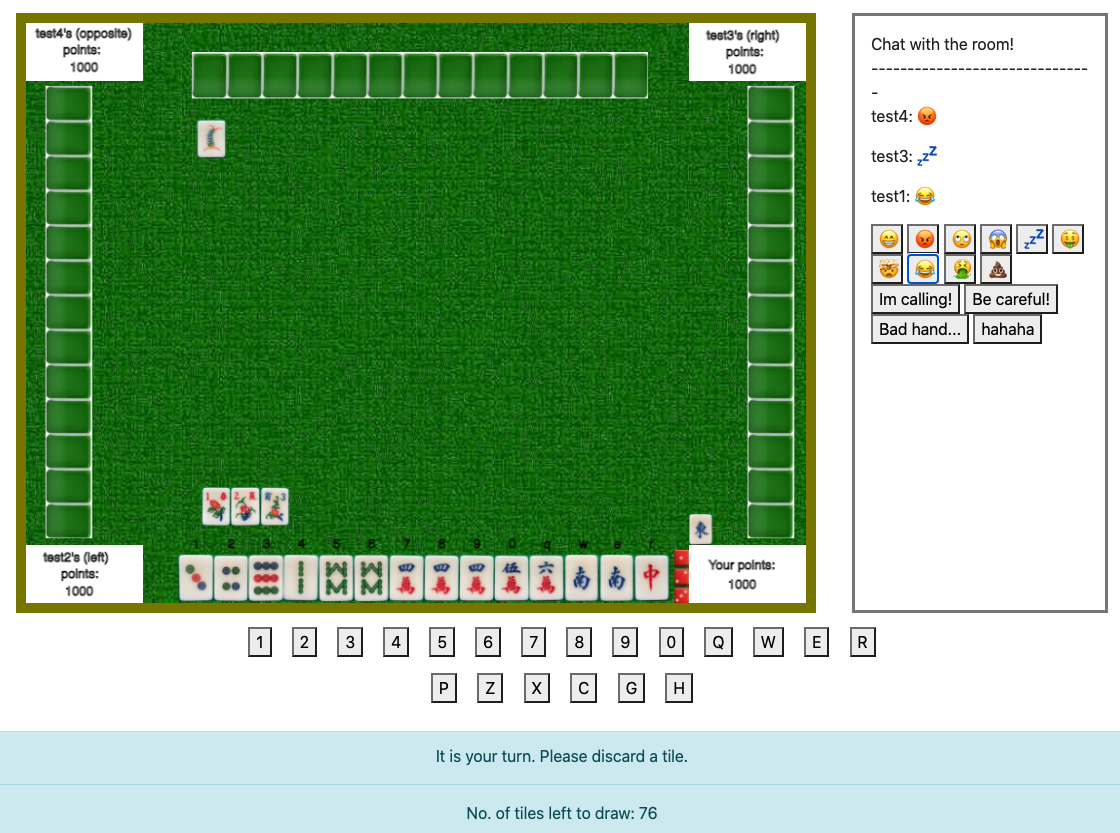 test4's (opposite)
points:
1000
test3's (right)
points:
1000
1 2 3
東
1 2 3 4 5 6 7 8 9 0 q w e r
四萬 四萬 四萬 伍萬 六萬 南 南 中
test2's (left)
points:
1000
Your points:
1000
Chat with the room!
------------------------------
-
test4: 😡
test3: 💤
test1: 😂
😁 😡 🙄 😱 💤 🤑
🤯 😂 🤮 💩
Im calling! Be careful!
Bad hand... hahaha
1 2 3 4 5 6 7 8 9 0 Q W E R
P Z X C G H
It is your turn. Please discard a tile.
No. of tiles left to draw: 76